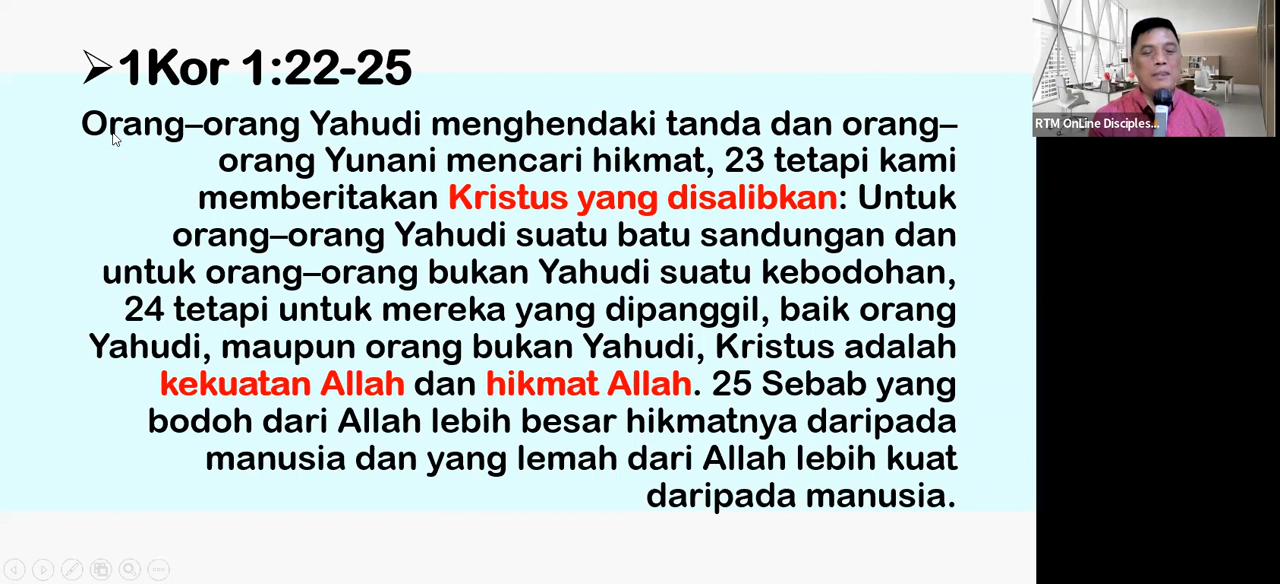 ➢1Kor 1:22-25
Orang–orang Yahudi menghendaki tanda dan orang–
orang Yunani mencari hikmat, 23 tetapi kami
memberitakan Kristus yang disalibkan: Untuk
orang–orang Yahudi suatu batu sandungan dan
untuk orang–orang bukan Yahudi suatu kebodohan,
24 tetapi untuk mereka yang dipanggil, baik orang
Yahudi, maupun orang bukan Yahudi, Kristus adalah
kekuatan Allah dan hikmat Allah. 25 Sebab yang
bodoh dari Allah lebih besar hikmatnya daripada
manusia dan yang lemah dari Allah lebih kuat
daripada manusia.
RTM OnLine Disciples...